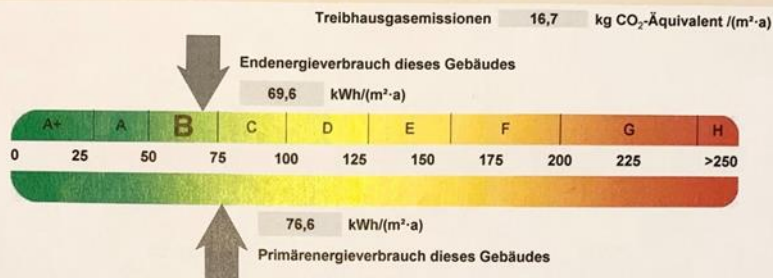 Treibhausgasemissionen 16,7 kg CO₂-Äquivalent /(m²·a)
Endenergieverbrauch dieses Gebäudes
69,6 kWh/(m²·a)
A+ A B C D E F G H
0 25 50 75 100 125 150 175 200 225 >250
76,6 kWh/(m²·a)
Primärenergieverbrauch dieses Gebäudes